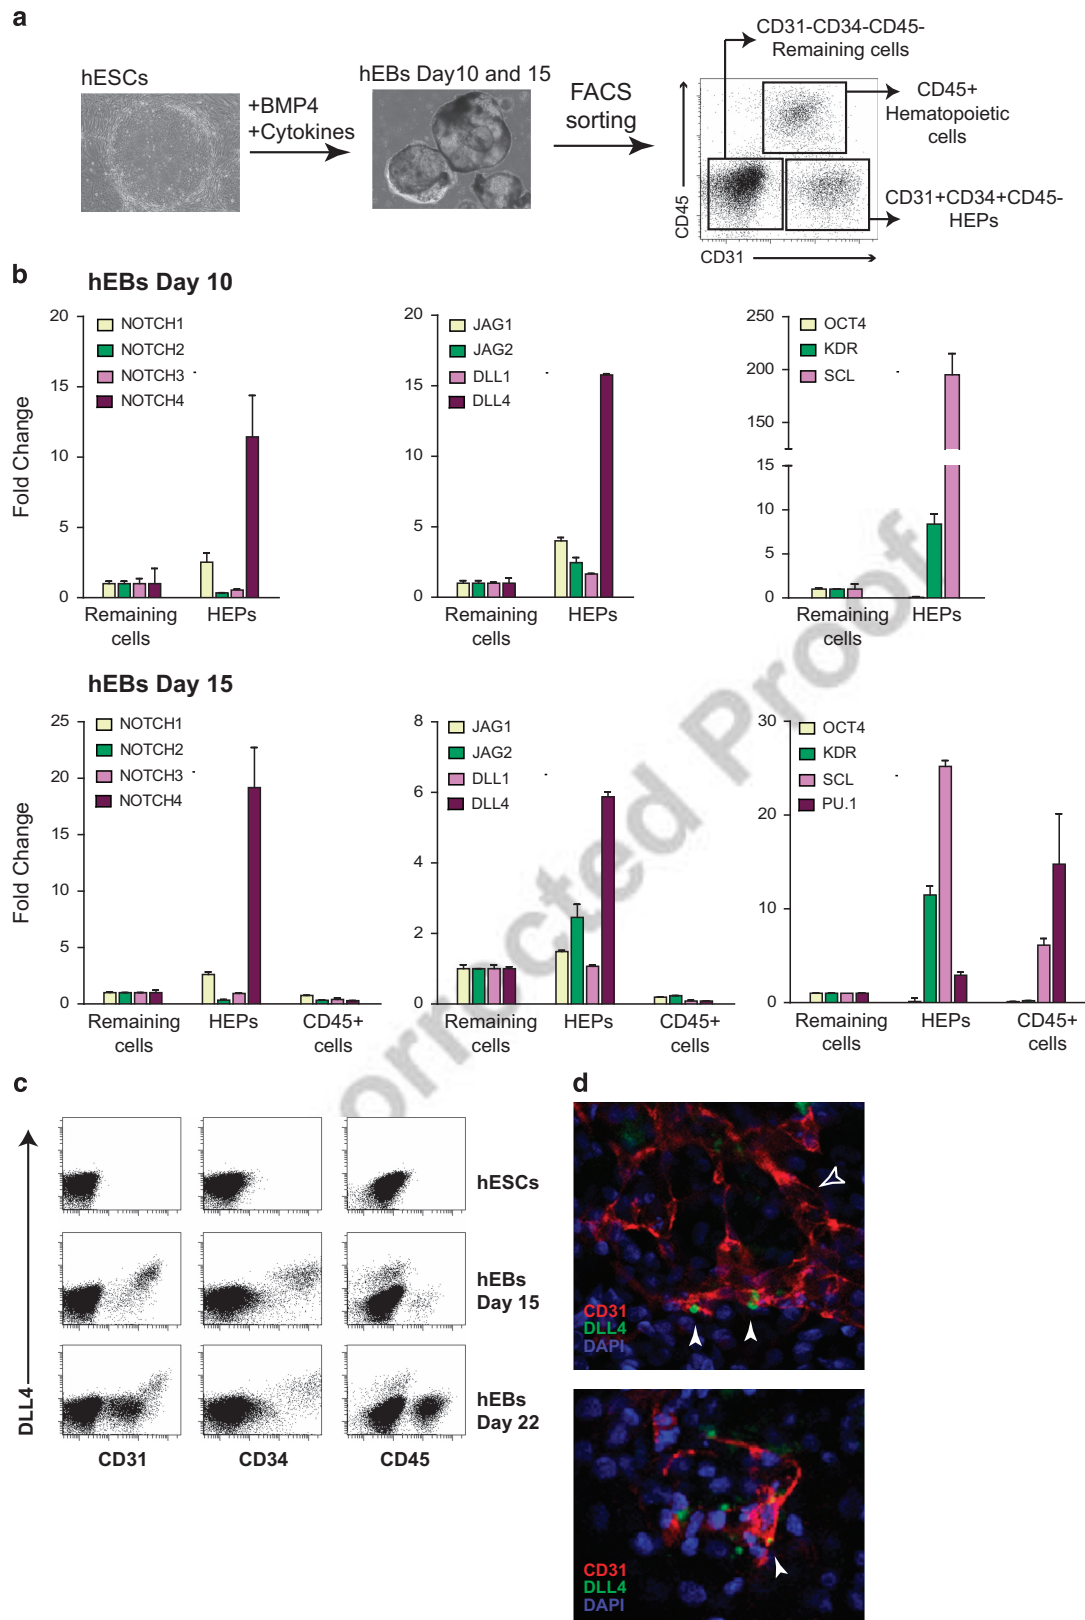 a
hESCs
+BMP4
+Cytokines
hEBs Day10 and 15
FACS
sorting
CD31-CD34-CD45-
Remaining cells
CD45+
Hematopoietic
cells
CD31+CD34+CD45-
HEPs
CD45
CD31
b
hEBs Day 10
Fold Change
20
15
10
5
0
NOTCH1
NOTCH2
NOTCH3
NOTCH4
Remaining
cells
HEPs
20
15
10
5
0
JAG1
JAG2
DLL1
DLL4
Remaining
cells
HEPs
250
200
150
15
10
5
0
OCT4
KDR
SCL
Remaining
cells
HEPs
hEBs Day 15
Fold Change
25
20
15
10
5
0
NOTCH1
NOTCH2
NOTCH3
NOTCH4
Remaining
cells
HEPs
CD45+
cells
8
6
4
2
0
JAG1
JAG2
DLL1
DLL4
Remaining
cells
HEPs
CD45+
cells
30
20
10
0
OCT4
KDR
SCL
PU.1
Remaining
cells
HEPs
CD45+
cells
orrected Proof
c
DLL4
hESCs
hEBs
Day 15
hEBs
Day 22
CD31
CD34
CD45
d
CD31
DLL4
DAPI
CD31
DLL4
DAPI